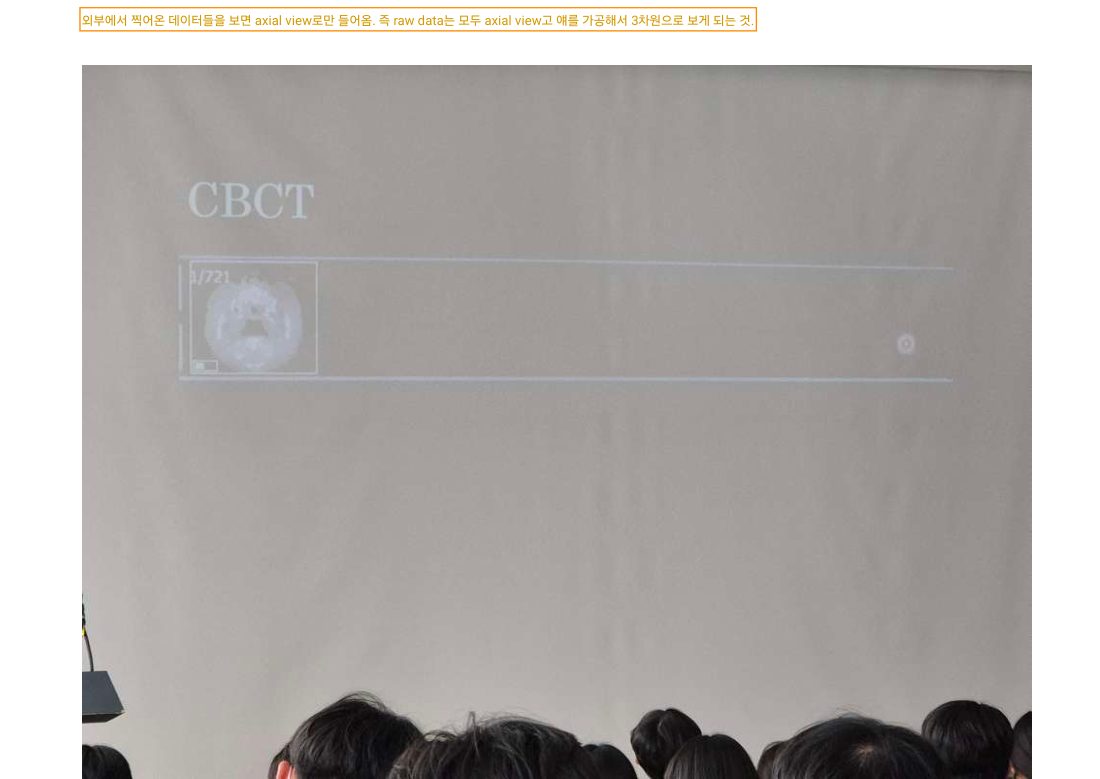 외부에서 찍어온 데이터들을 보면 axial view로만 들어옴. 즉 raw data는 모두 axial view고 얘를 가공해서 3차원으로 보게 되는 것.
CBCT
1/721